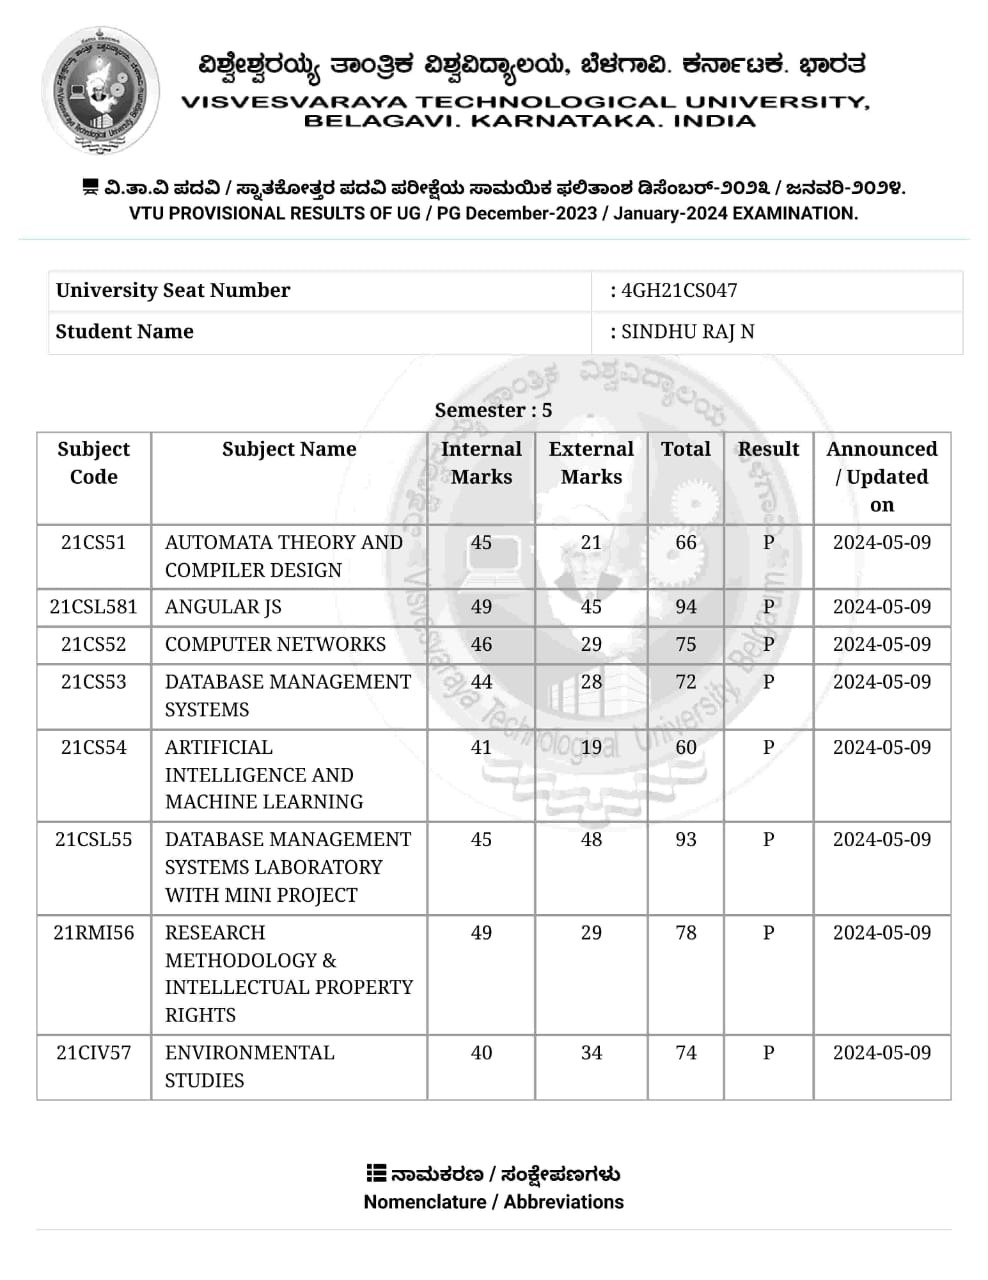 ವಿಶ್ವೇಶ್ವರಯ್ಯ ತಾಂತ್ರಿಕ ವಿಶ್ವವಿದ್ಯಾಲಯ, ಬೆಳಗಾವಿ. ಕರ್ನಾಟಕ. ಭಾರತ
VISVESVARAYA TECHNOLOGICAL UNIVERSITY,
BELAGAVI. KARNATAKA. INDIA
ವಿ.ತಾ.ವಿ ಪದವಿ / ಸ್ನಾತಕೋತ್ತರ ಪದವಿ ಪರೀಕ್ಷೆಯ ಸಾಮಯಿಕ ಫಲಿತಾಂಶ ಡಿಸೆಂಬರ್-೨೦೨೩ / ಜನವರಿ-೨೦೨೪.
VTU PROVISIONAL RESULTS OF UG / PG December-2023 / January-2024 EXAMINATION.
University Seat Number : 4GH21CS047
Student Name : SINDHU RAJ N
Semester : 5
Subject Subject Name Internal External Total Result Announced
Code Marks Marks / Updated
on
21CS51 AUTOMATA THEORY AND 45 21 66 P 2024-05-09
COMPILER DESIGN
21CSL581 ANGULAR JS 49 45 94 P 2024-05-09
21CS52 COMPUTER NETWORKS 46 29 75 P 2024-05-09
21CS53 DATABASE MANAGEMENT 44 28 72 P 2024-05-09
SYSTEMS
21CS54 ARTIFICIAL 41 19 60 P 2024-05-09
INTELLIGENCE AND
MACHINE LEARNING
21CSL55 DATABASE MANAGEMENT 45 48 93 P 2024-05-09
SYSTEMS LABORATORY
WITH MINI PROJECT
21RMI56 RESEARCH 49 29 78 P 2024-05-09
METHODOLOGY &
INTELLECTUAL PROPERTY
RIGHTS
21CIV57 ENVIRONMENTAL 40 34 74 P 2024-05-09
STUDIES
ನಾಮಕರಣ / ಸಂಕ್ಷೇಪಣಗಳು
Nomenclature / Abbreviations
Visvesvaraya Technological University, Belgaum